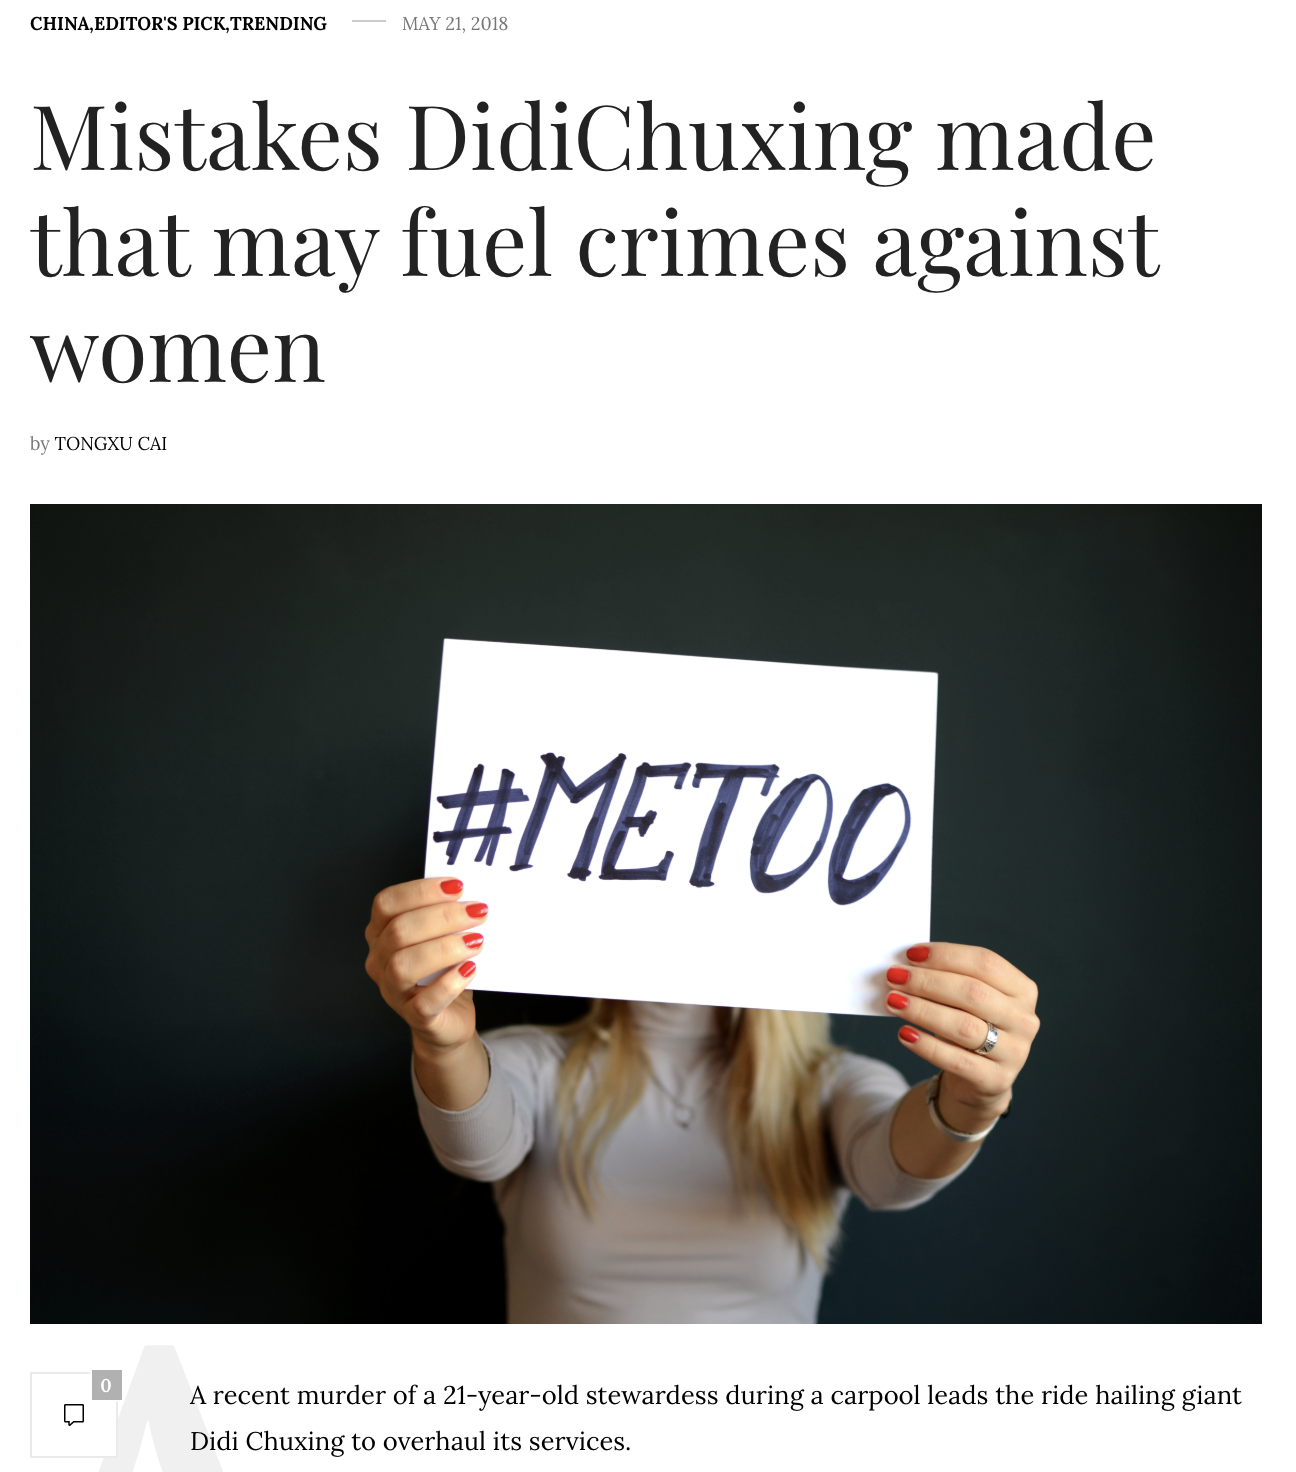 CHINA,EDITOR'S PICK,TRENDING MAY 21, 2018
Mistakes DidiChuxing made
that may fuel crimes against
women
by TONGXU CAI
#METOO
0
A recent murder of a 21-year-old stewardess during a carpool leads the ride hailing giant
Didi Chuxing to overhaul its services.